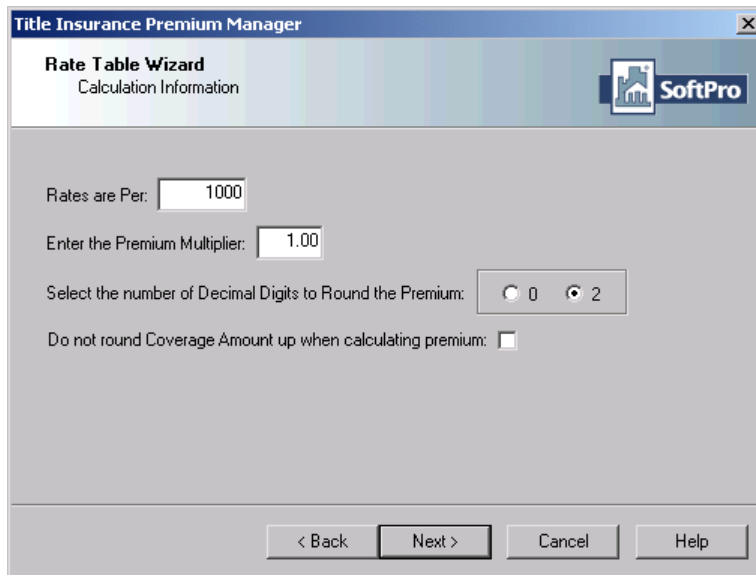 Title Insurance Premium Manager
Rate Table Wizard
Calculation Information
SoftPro
Rates are Per: 1000
Enter the Premium Multiplier: 1.00
Select the number of Decimal Digits to Round the Premium: 0 2
Do not round Coverage Amount up when calculating premium:
< Back Next > Cancel Help